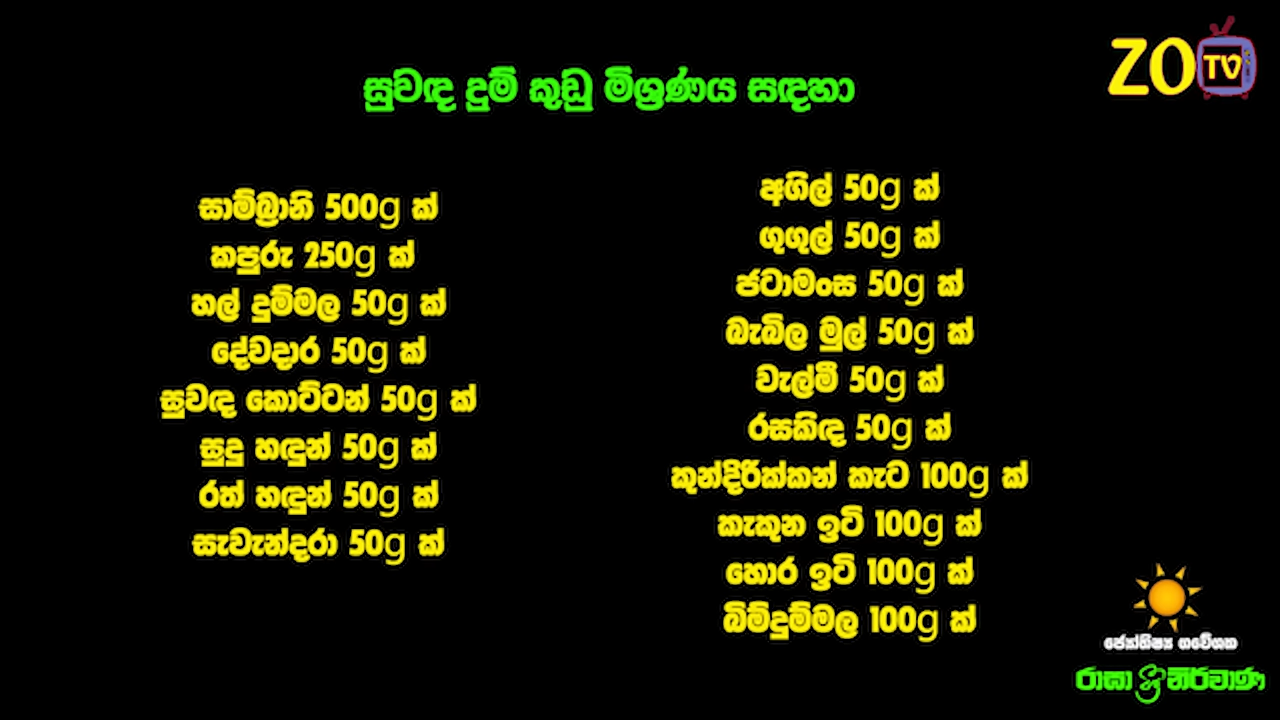 ZO TV
සුවඳ දුම් කුඩු මිශ්‍රණය සඳහා
සාම්බ්‍රානි 500g ක්
කපුරු 250g ක්
හල් දුම්මල 50g ක්
දේවදාර 50g ක්
සුවඳ කොට්ටන් 50g ක්
සුදු හඳුන් 50g ක්
රත් හඳුන් 50g ක්
සැවැන්දරා 50g ක්
අගිල් 50g ක්
ගුගුල් 50g ක්
ජටාමංස 50g ක්
බැබිල මුල් 50g ක්
වැල්මී 50g ක්
රසකිඳ 50g ක්
කුන්දිරික්කන් කැට 100g ක්
කැකුන ඉටි 100g ක්
හොර ඉටි 100g ක්
බිම්දුම්මල 100g ක්
ජ්‍යෝතිෂ්‍ය ගවේශක
රාඝා ශ්‍රී නිර්වාණ